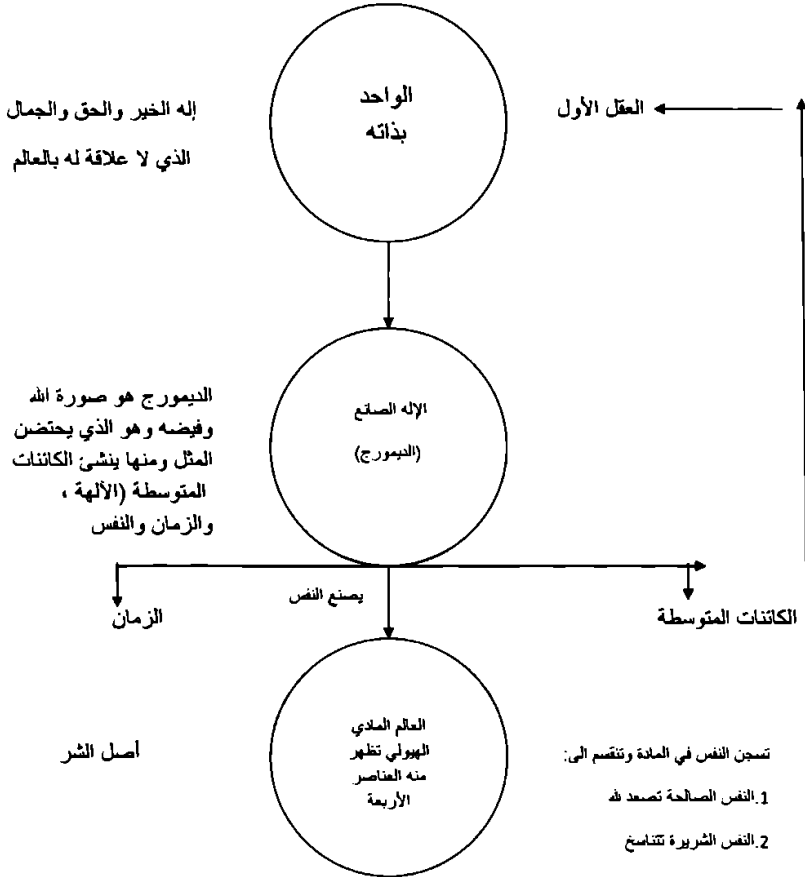 الواحد
بذاته
العقل الأول
إله الخير والحق والجمال
الذي لا علاقة له بالعالم
الإله الصانع
(الديمورج)
الديمورج هو صورة الله
وفيضه وهو الذي يحتضن
المثل ومنها ينشئ الكائنات
المتوسطة (الألهة ،
والزمان والنفس
يصنع النفس
الكائنات المتوسطة
الزمان
العالم المادي
الهيولي تظهر
منه العناصر
الأربعة
تسجن النفس في المادة وتنقسم الى:
1.النفس الصالحة تصعد لله
2.النفس الشريرة تتناسخ
أصل الشر